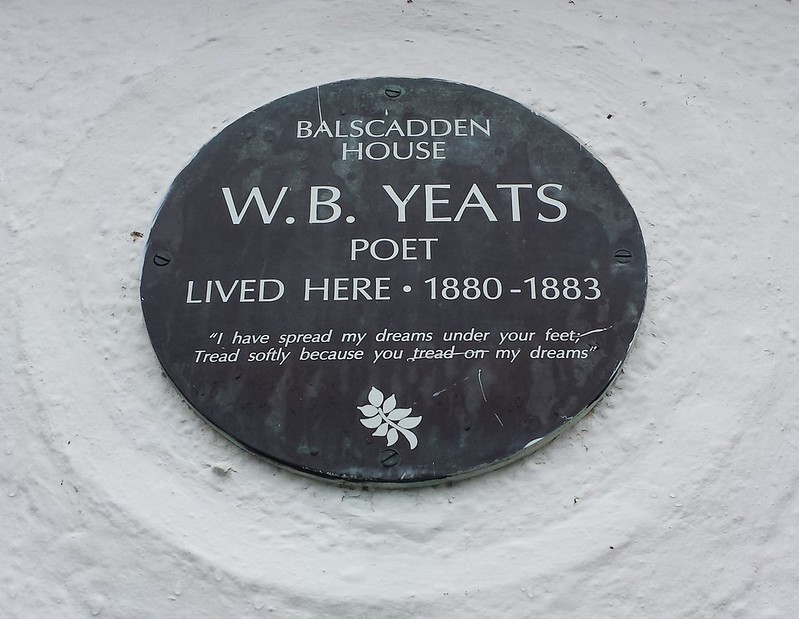 BALSCADDEN
HOUSE
W.B. YEATS
POET
LIVED HERE • 1880-1883
"I have spread my dreams under your feet;
Tread softly because you tread on my dreams"